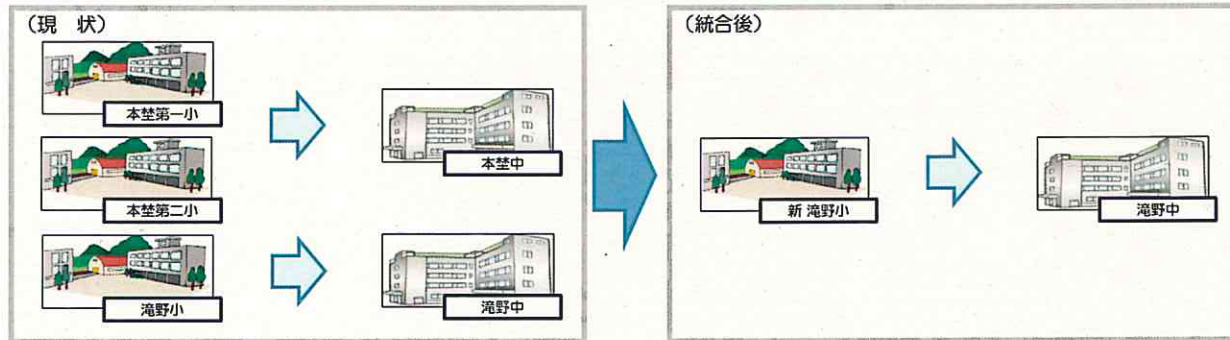 （現　状）
本埜第一小
本埜中
本埜第二小
滝野小
滝野中
（統合後）
新 滝野小
滝野中